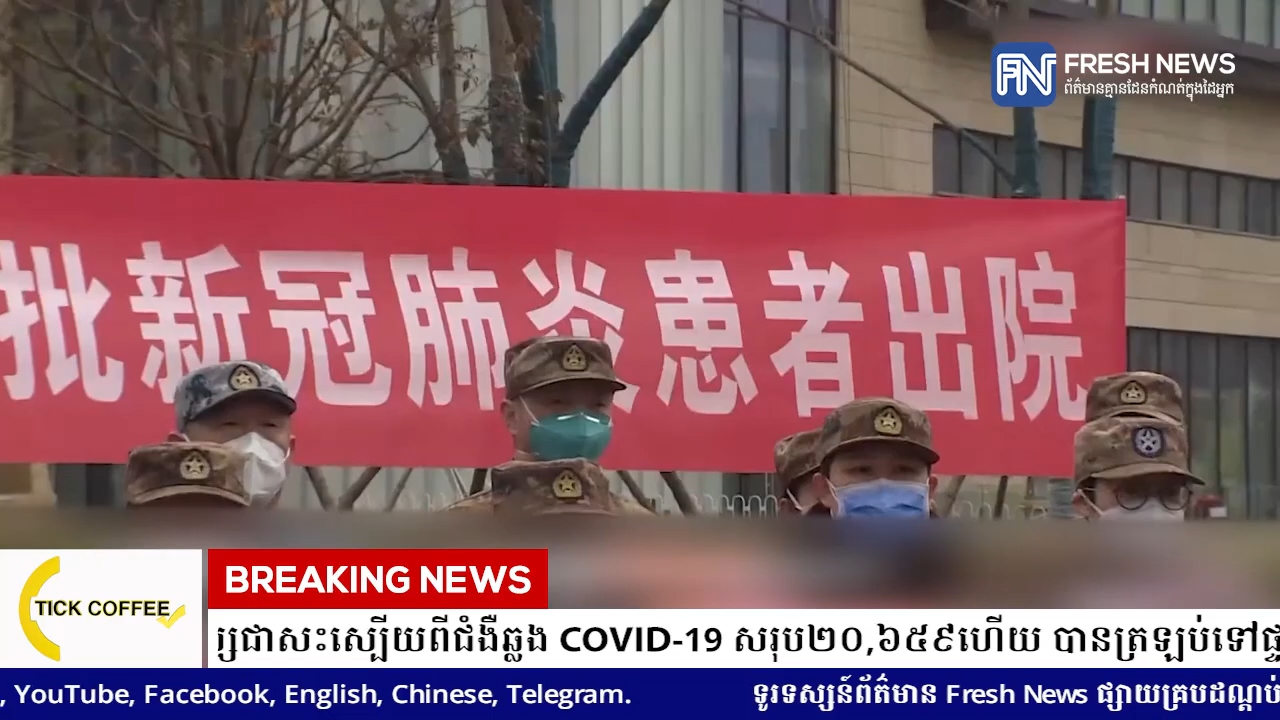 FRESH NEWS
ព័ត៌មានគ្មានដែនកំណត់ក្នុងដៃអ្នក
批新冠肺炎患者出院
TICK COFFEE
BREAKING NEWS
ជាសះស្បើយពីជំងឺឆ្លង COVID-19 សរុប២០,៦៥៩ហើយ បានត្រឡប់ទៅផ្ទ
, YouTube, Facebook, English, Chinese, Telegram.
ទូរទស្សន៍ព័ត៌មាន Fresh News ផ្សាយគ្រប់ដណ្តប់